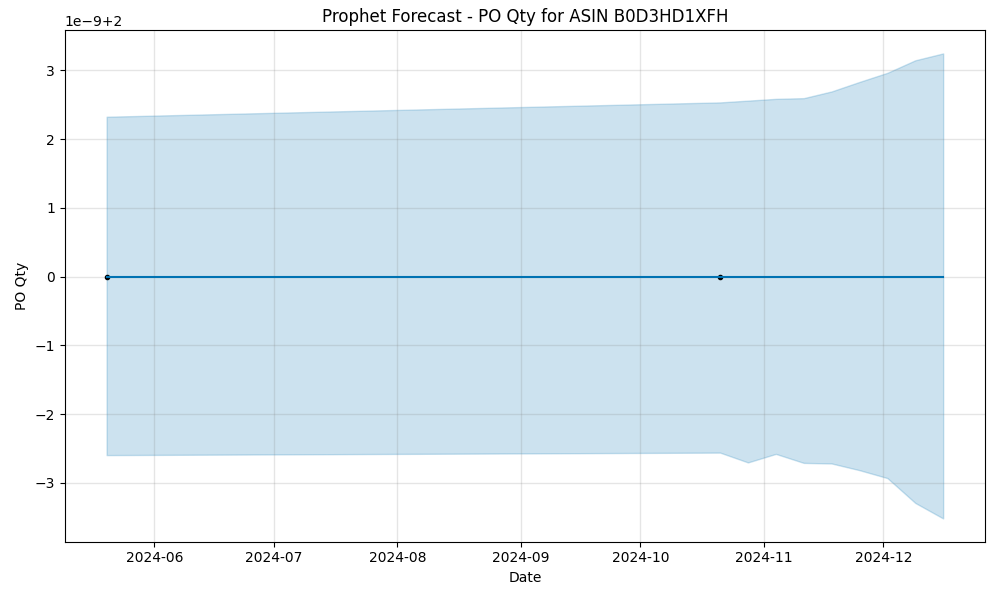 Prophet Forecast - PO Qty for ASIN B0D3HD1XFH
1e−9+2
3
2
1
0
−1
−2
−3
PO Qty
2024-06 2024-07 2024-08 2024-09 2024-10 2024-11 2024-12
Date